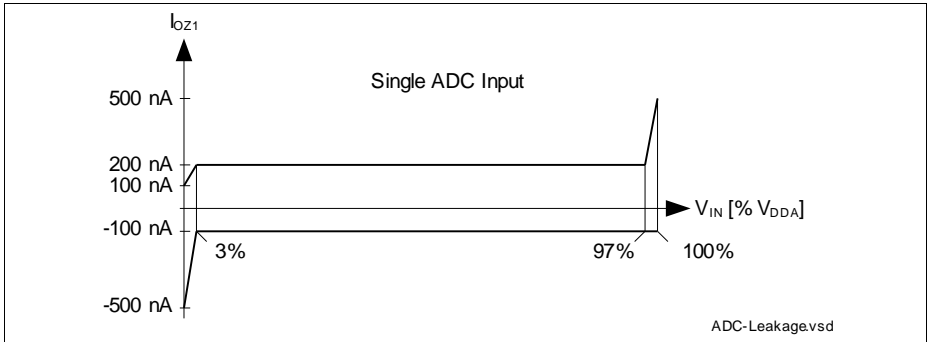 I_OZ1
Single ADC Input
500 nA
200 nA
100 nA
V_IN [% V_DDA]
-100 nA
3%
97%
100%
-500 nA
ADC-Leakage.vsd